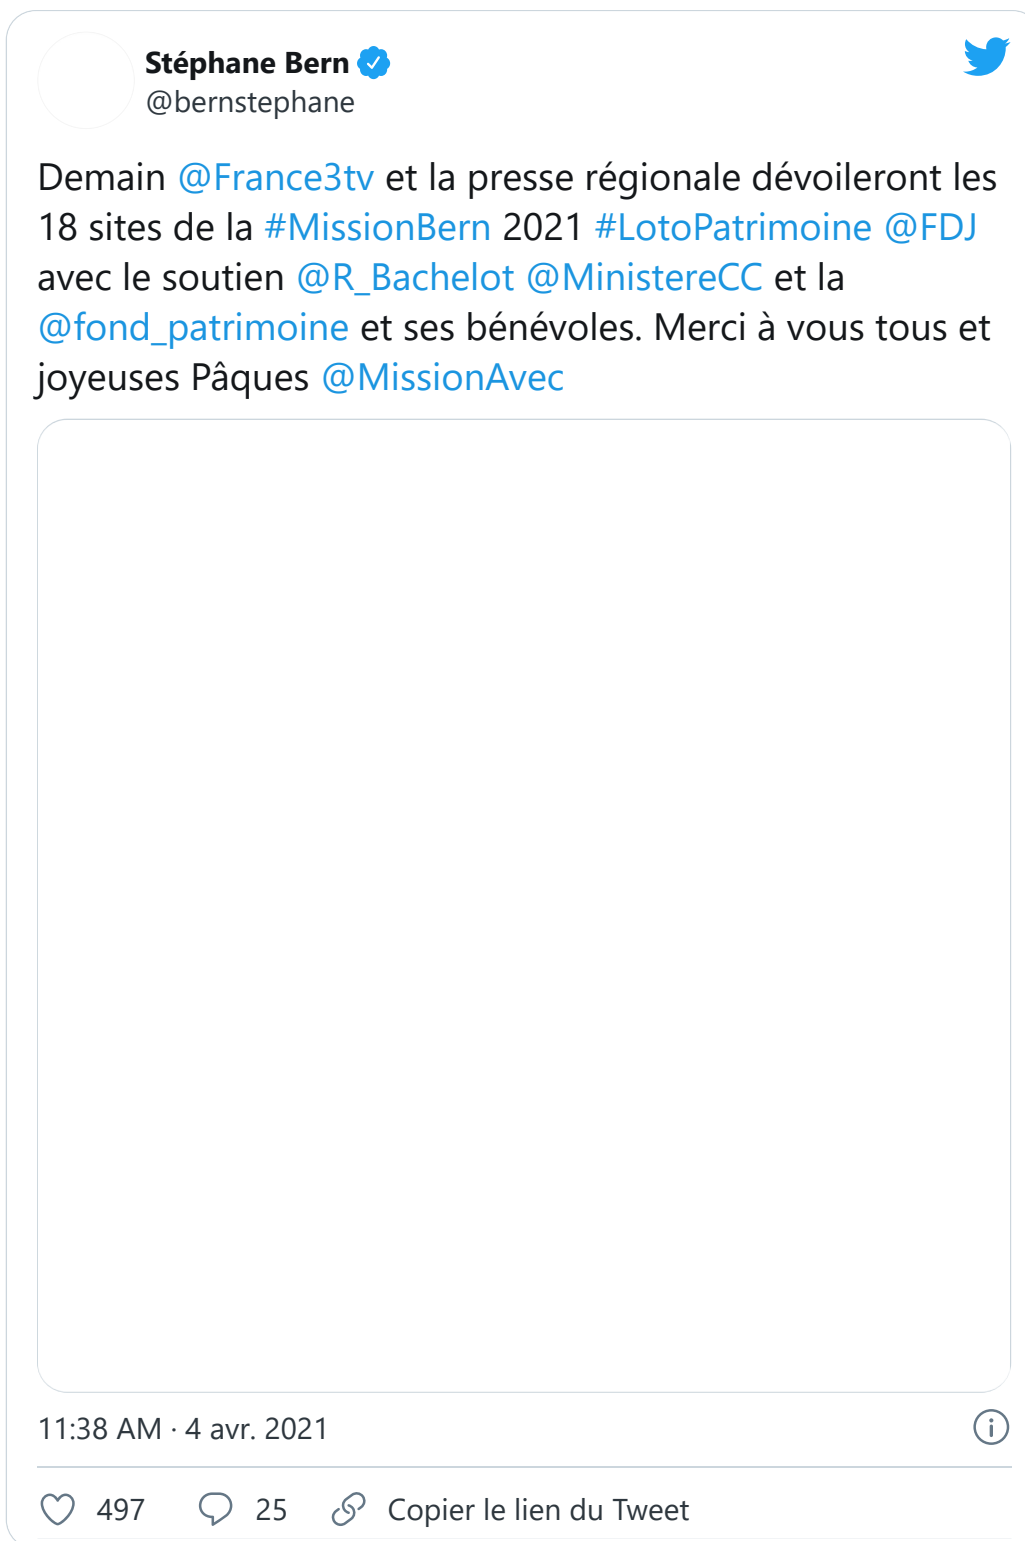 Stéphane Bern
@bernstephane
Demain @France3tv et la presse régionale dévoileront les
18 sites de la #MissionBern 2021 #LotoPatrimoine @FDJ
avec le soutien @R_Bachelot @MinistereCC et la
@fond_patrimoine et ses bénévoles. Merci à vous tous et
joyeuses Pâques @MissionAvec
11:38 AM · 4 avr. 2021
497 25 Copier le lien du Tweet